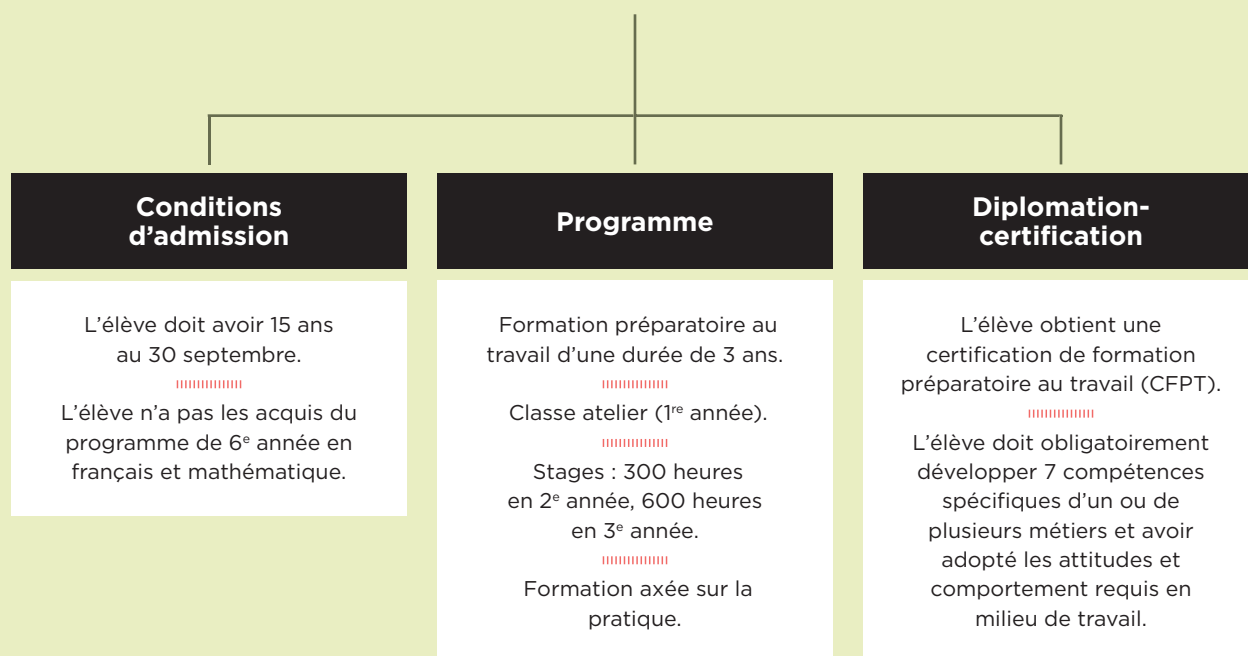 Conditions
d’admission
L’élève doit avoir 15 ans
au 30 septembre.
L’élève n’a pas les acquis du
programme de 6e année en
français et mathématique.
Programme
Formation préparatoire au
travail d’une durée de 3 ans.
Classe atelier (1re année).
Stages : 300 heures
en 2e année, 600 heures
en 3e année.
Formation axée sur la
pratique.
Diplomation-
certification
L’élève obtient une
certification de formation
préparatoire au travail (CFPT).
L’élève doit obligatoirement
développer 7 compétences
spécifiques d’un ou de
plusieurs métiers et avoir
adopté les attitudes et
comportement requis en
milieu de travail.